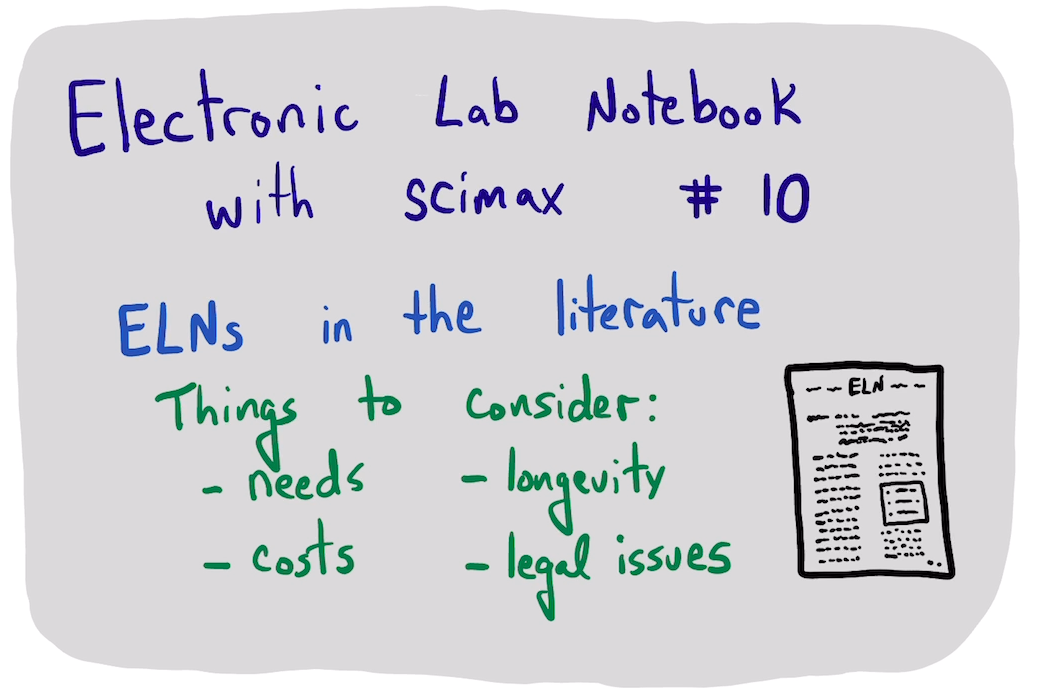 Electronic Lab Notebook
with scimax # 10
ELNs in the literature
Things to consider:
- needs - longevity
- costs - legal issues
-- ELN --